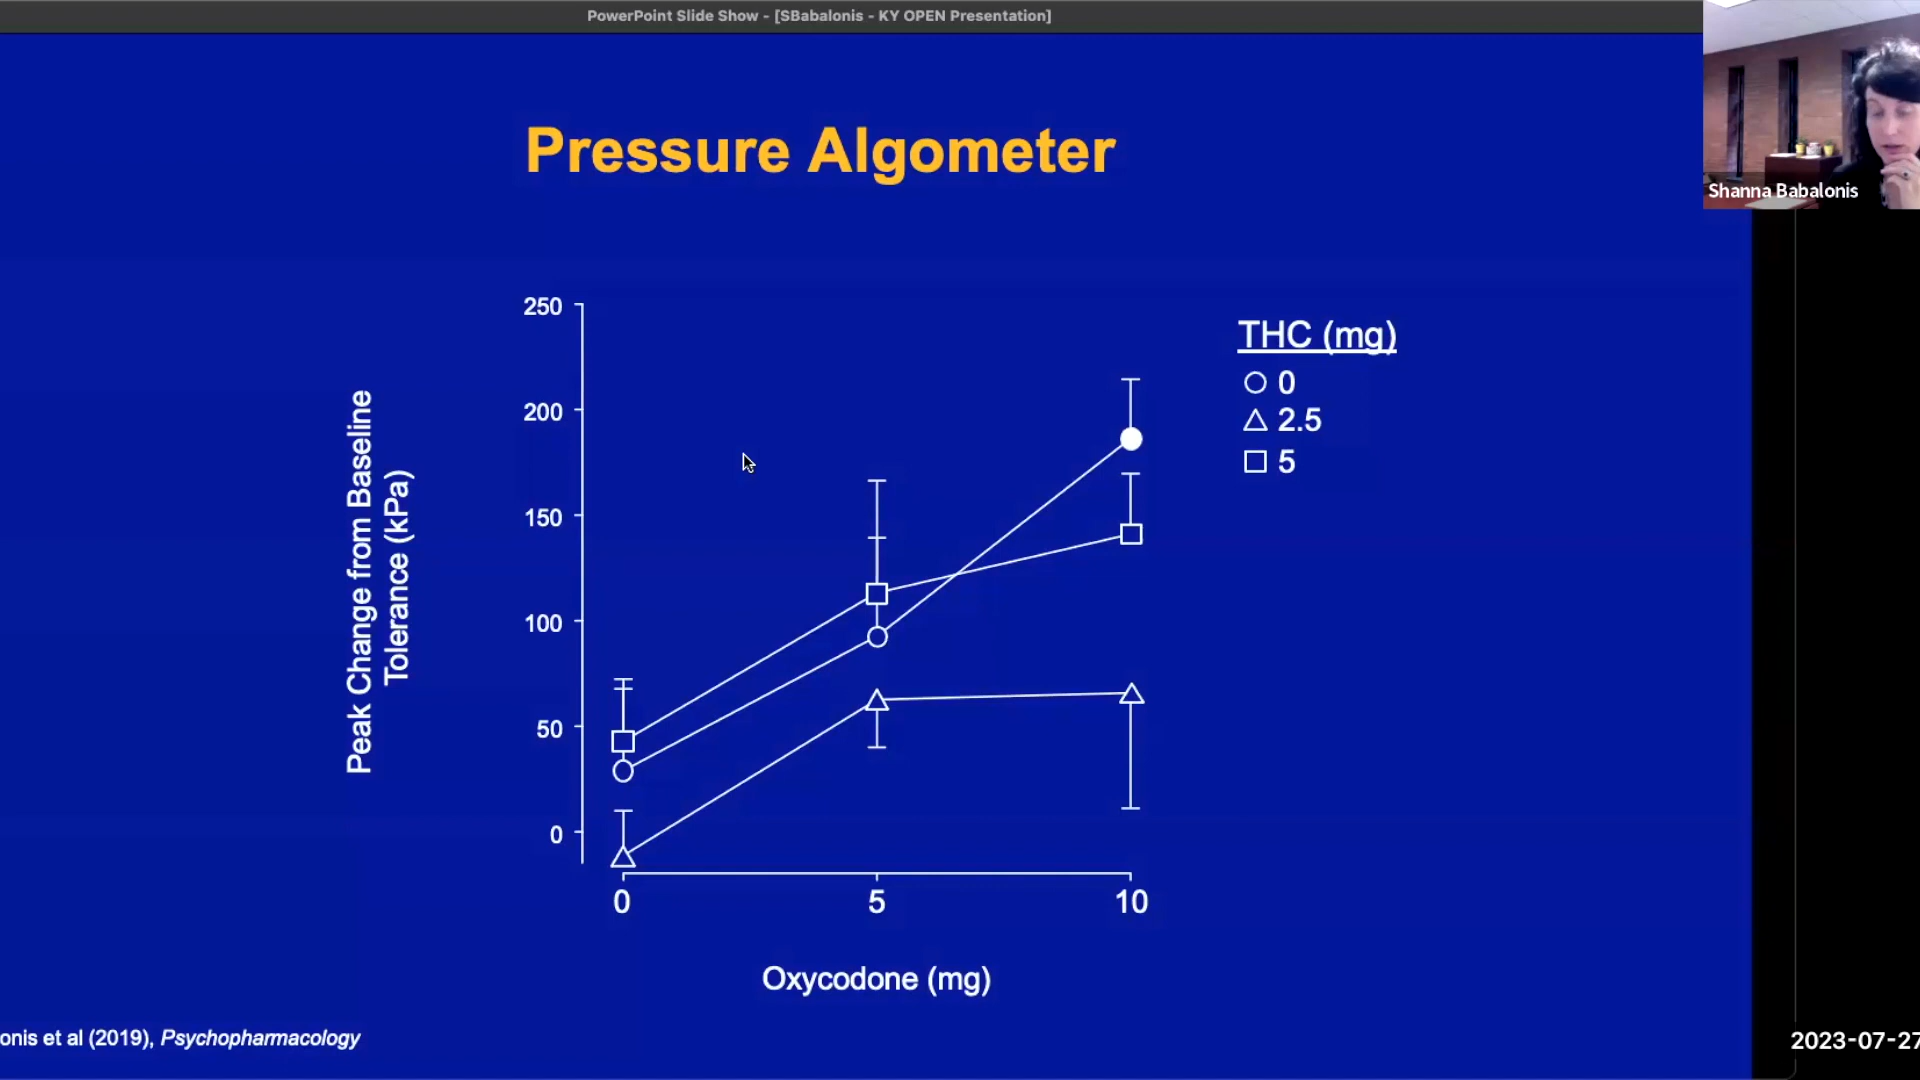 PowerPoint Slide Show - [SBabalonis - KY OPEN Presentation]
Shanna Babalonis
Pressure Algometer
250
200
150
100
50
0
Peak Change from Baseline
Tolerance (kPa)
THC (mg)
0
2.5
5
0
5
10
Oxycodone (mg)
onis et al (2019), Psychopharmacology
2023-07-27